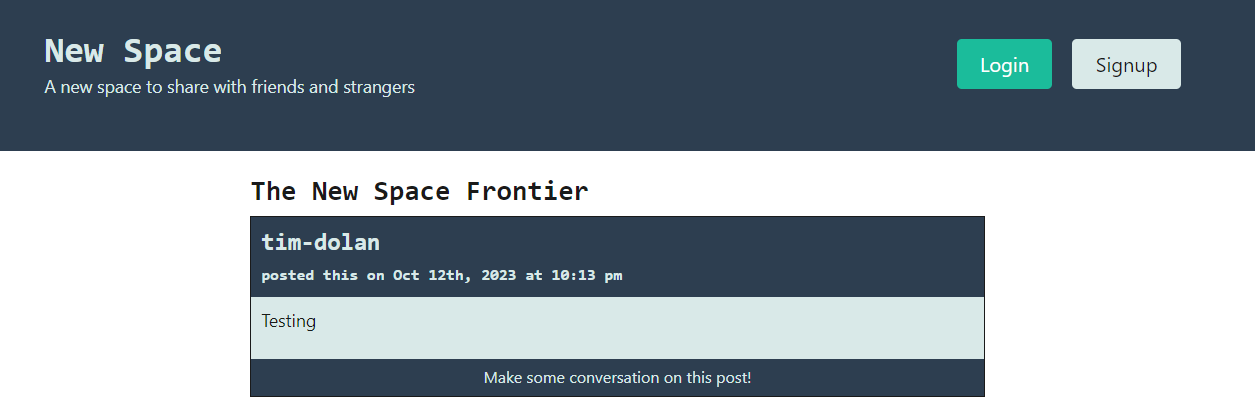 New Space
A new space to share with friends and strangers
Login
Signup
The New Space Frontier
tim-dolan
posted this on Oct 12th, 2023 at 10:13 pm
Testing
Make some conversation on this post!